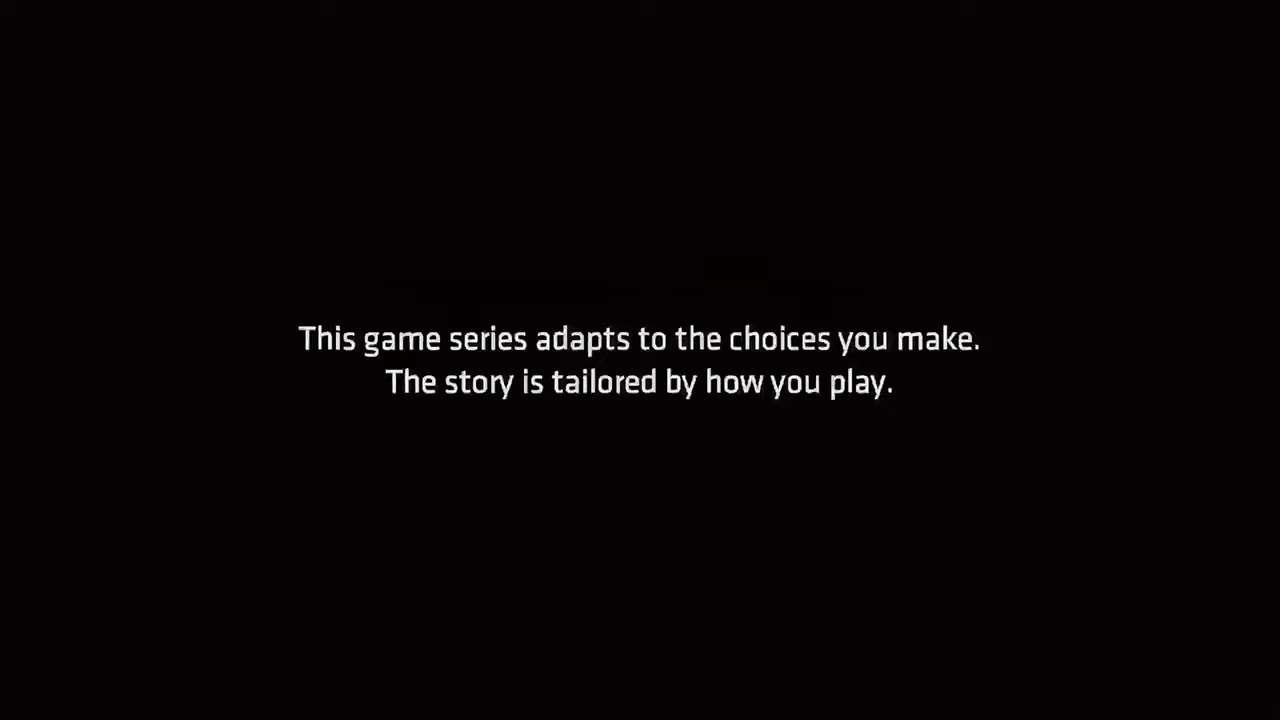 This game series adapts to the choices you make.
The story is tailored by how you play.